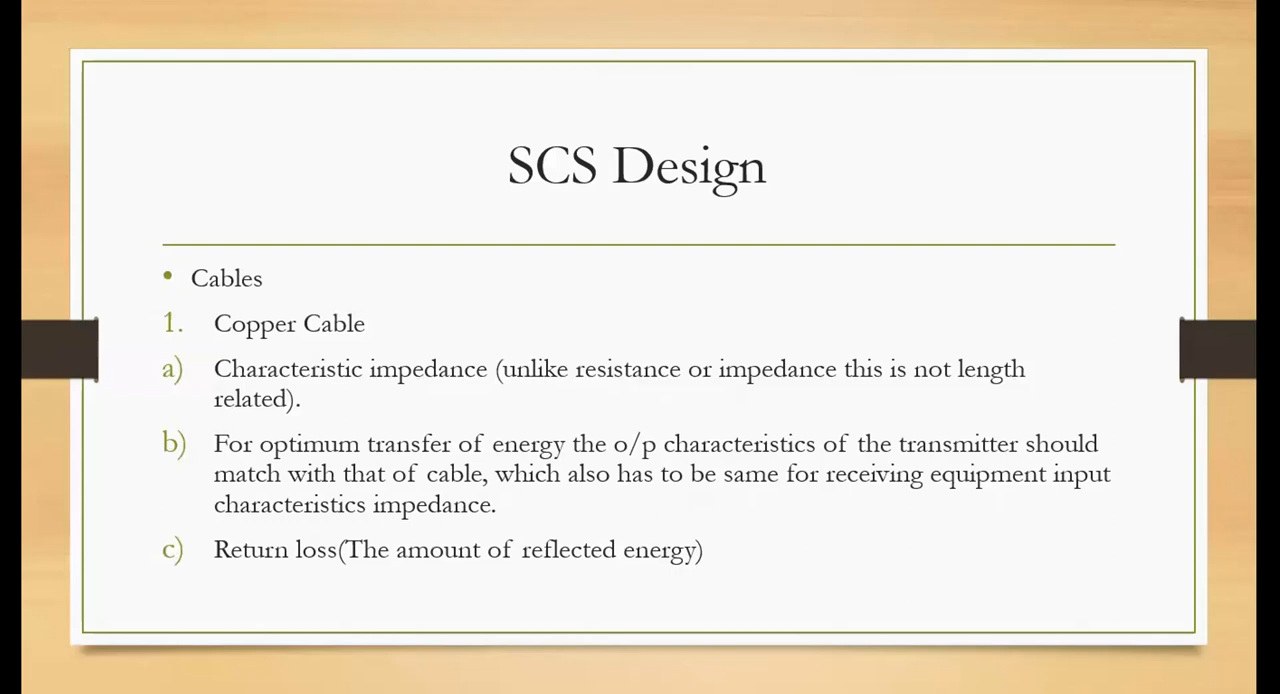 SCS Design
• Cables
1. Copper Cable
a) Characteristic impedance (unlike resistance or impedance this is not length
related).
b) For optimum transfer of energy the o/p characteristics of the transmitter should
match with that of cable, which also has to be same for receiving equipment input
characteristics impedance.
c) Return loss(The amount of reflected energy)